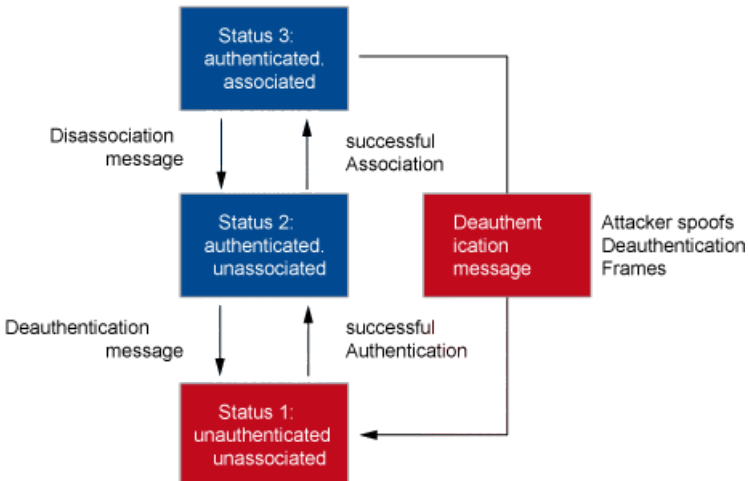 Status 3:
authenticated.
associated
Disassociation
message
successful
Association
Status 2:
authenticated.
unassociated
Deauthent
ication
message
Attacker spoofs
Deauthentication
Frames
Deauthentication
message
successful
Authentication
Status 1:
unauthenticated
unassociated